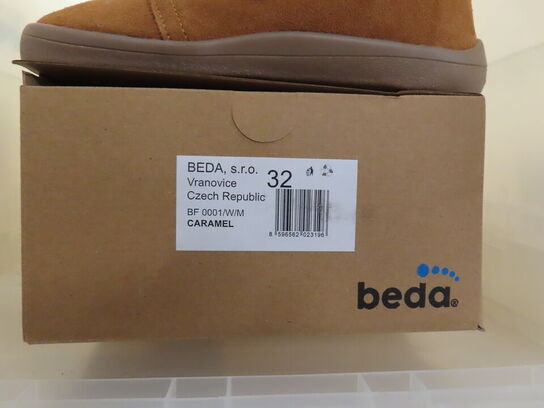 BEDA, s.r.o. 32
Vranovice
Czech Republic
BF 0001/W/M
CARAMEL
8 596562 023196
beda®